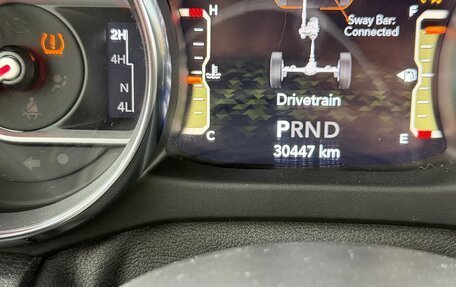 Sway Bar:
Connected
2H
4H
N
4L
H
C
Drivetrain
PRND
30447 km
F
E